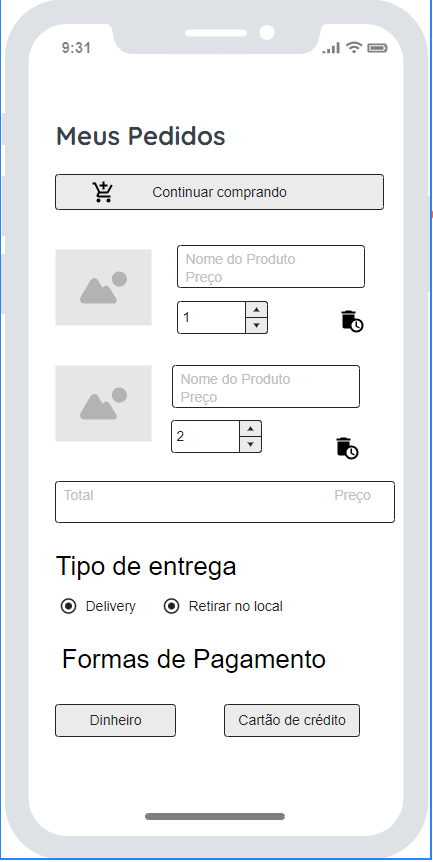 9:31
Meus Pedidos
Continuar comprando
Nome do Produto
Preço
1
Nome do Produto
Preço
2
Total Preço
Tipo de entrega
Delivery Retirar no local
Formas de Pagamento
Dinheiro Cartão de crédito